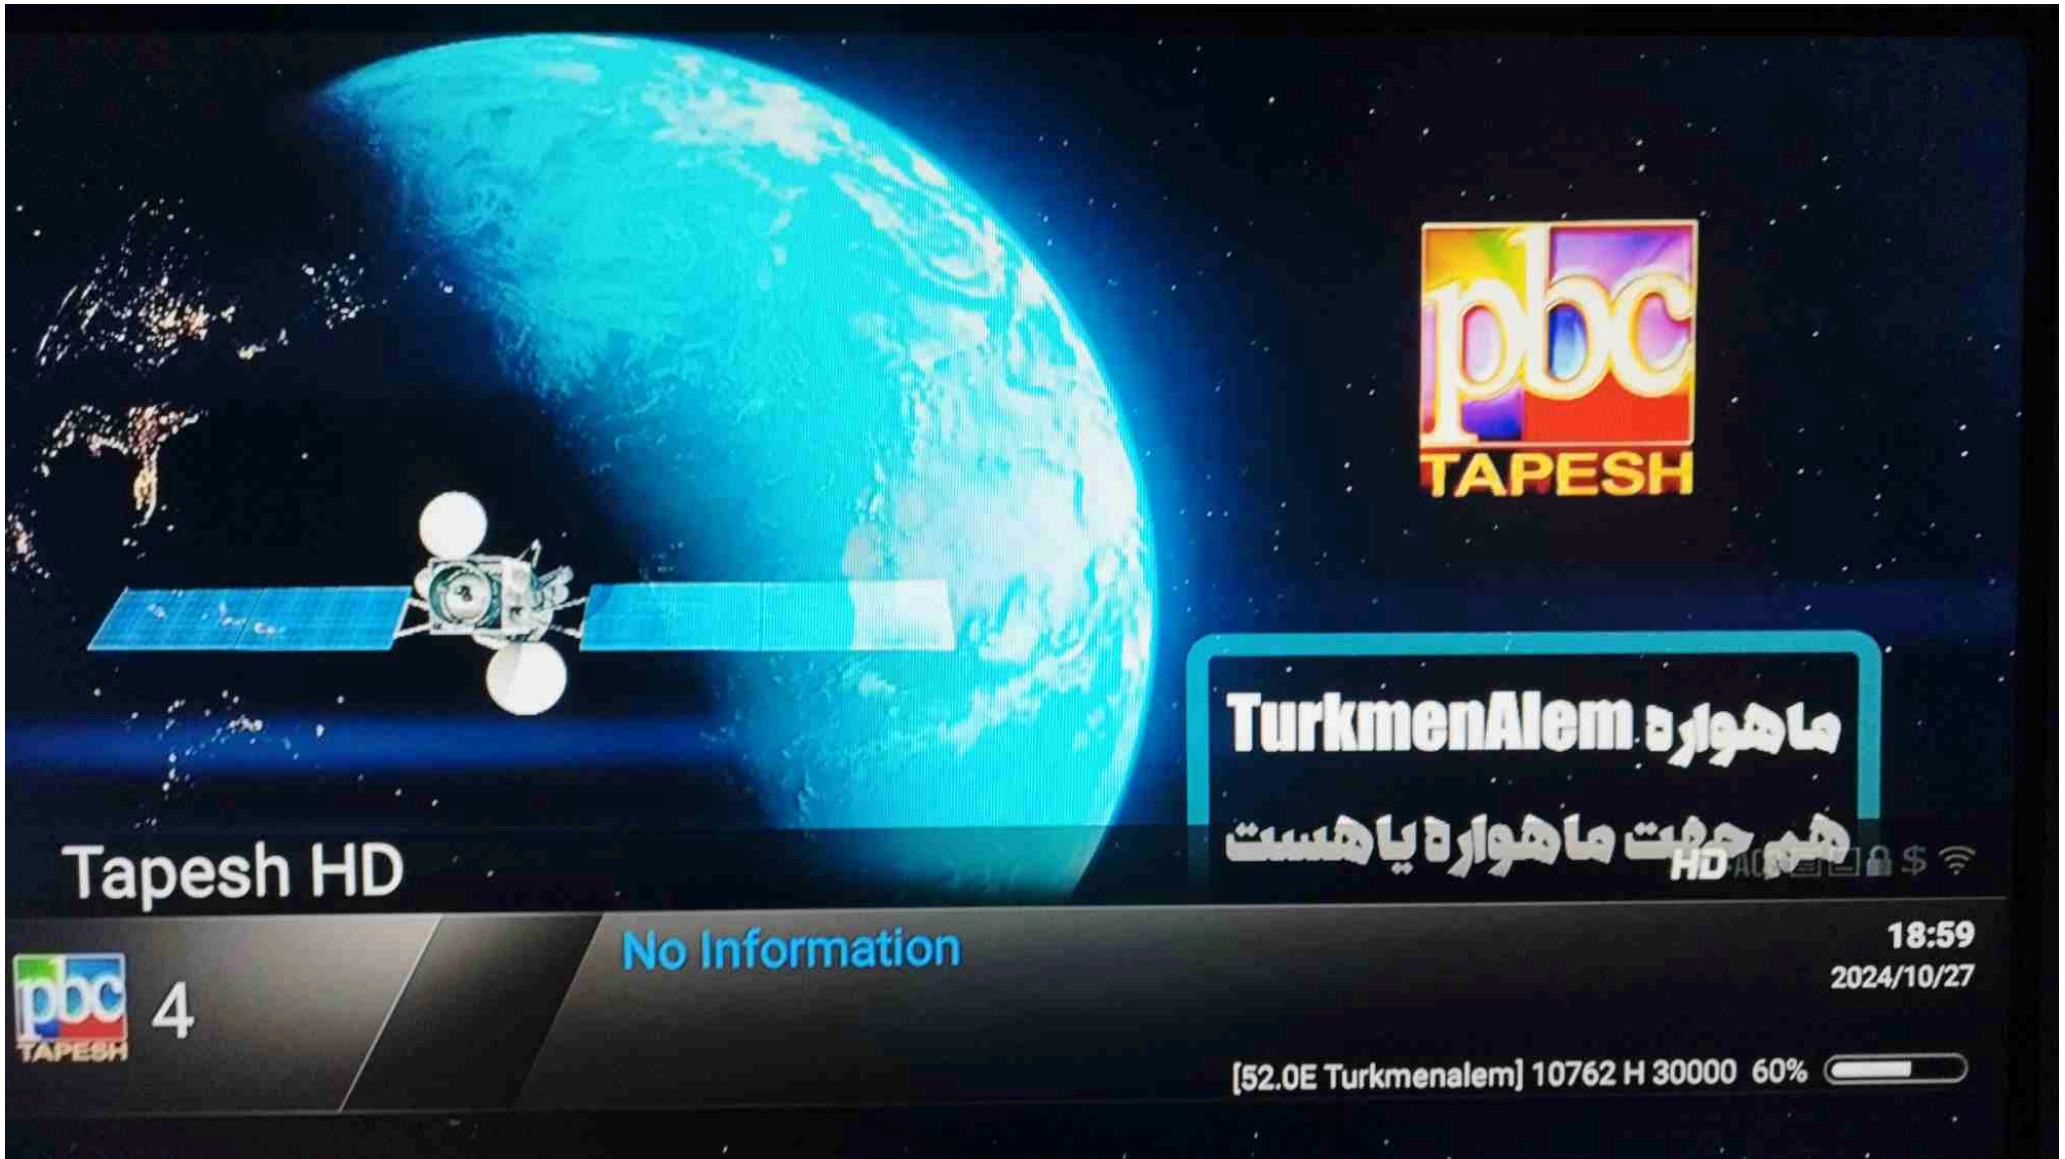 pbc
TAPESH
ماهواره TurkmenAlem
هم جهت ماهواره یاهست
Tapesh HD
HD
$
pbc
TAPESH
4
No Information
18:59
2024/10/27
[52.0E Turkmenalem] 10762 H 30000 60%